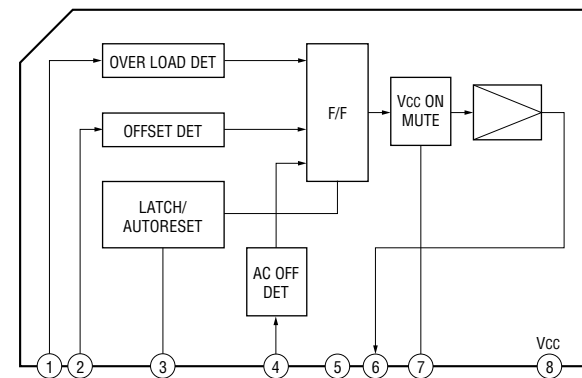 OVER LOAD DET
OFFSET DET
LATCH/
AUTORESET
AC OFF
DET
F/F
Vcc ON
MUTE
Vcc
1
2
3
4
5
6
7
8